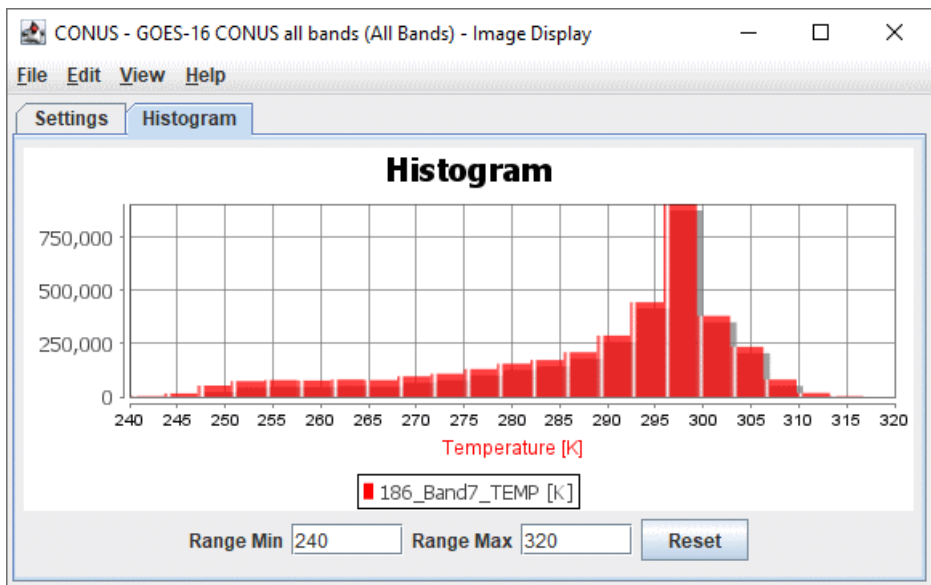 CONUS - GOES-16 CONUS all bands (All Bands) - Image Display
File Edit View Help
Settings Histogram
Histogram
750,000
500,000
250,000
0
240 245 250 255 260 265 270 275 280 285 290 295 300 305 310 315 320
Temperature [K]
186_Band7_TEMP [K]
Range Min 240 Range Max 320 Reset